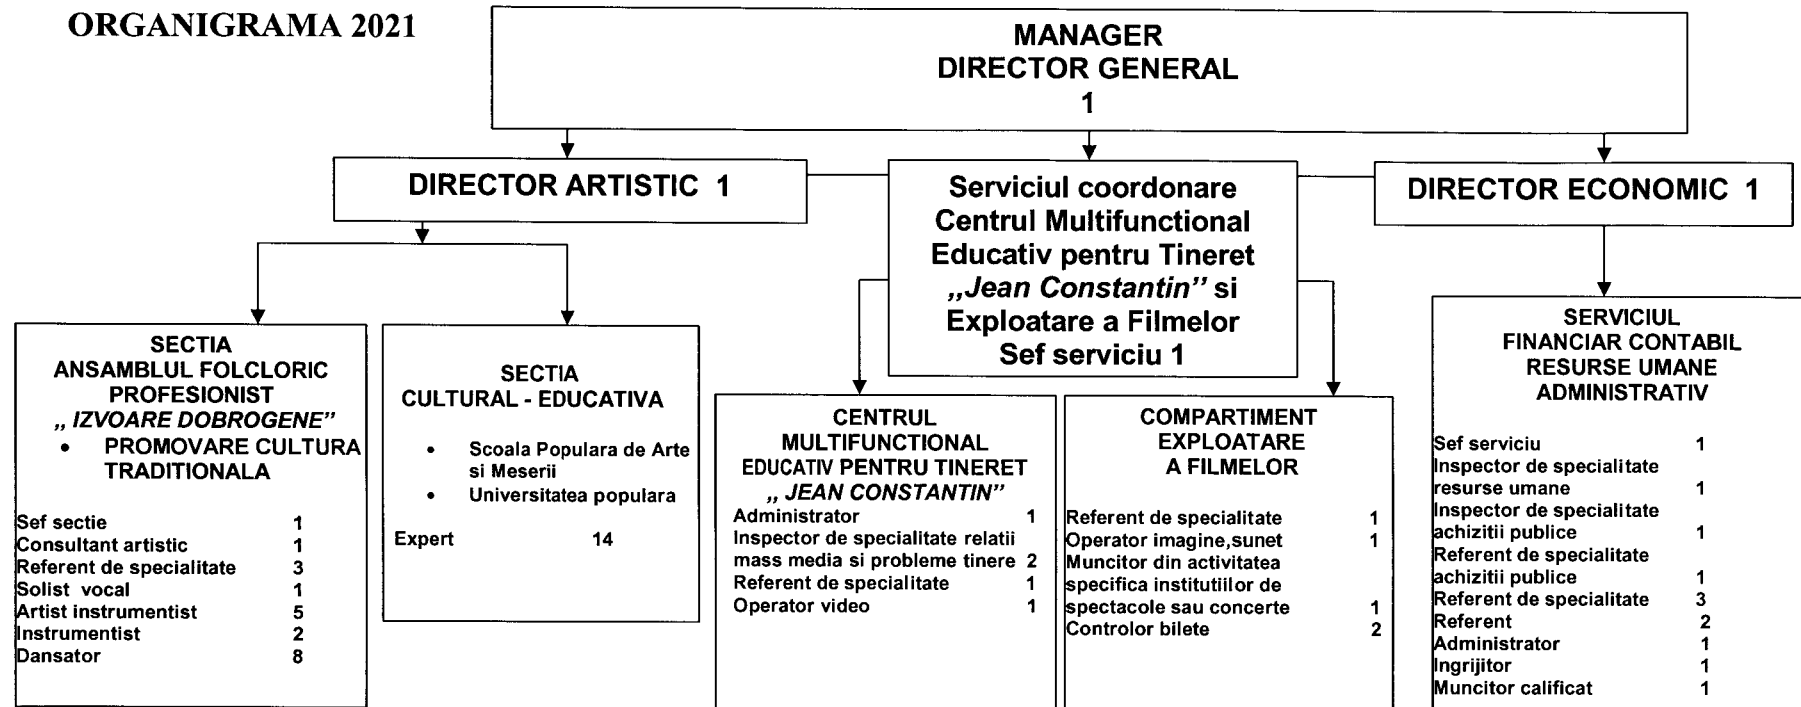 ORGANIGRAMA 2021
MANAGER
DIRECTOR GENERAL
1
DIRECTOR ARTISTIC 1
Serviciul coordonare
Centrul Multifunctional
Educativ pentru Tineret
,,Jean Constantin" si
Exploatare a Filmelor
Sef serviciu 1
DIRECTOR ECONOMIC 1
SECTIA
ANSAMBLUL FOLCLORIC
PROFESIONIST
,, IZVOARE DOBROGENE"
• PROMOVARE CULTURA
TRADITIONALA
Sef sectie 1
Consultant artistic 1
Referent de specialitate 3
Solist vocal 1
Artist instrumentist 5
Instrumentist 2
Dansator 8
SECTIA
CULTURAL - EDUCATIVA
• Scoala Populara de Arte
si Meserii
• Universitatea populara
Expert 14
CENTRUL
MULTIFUNCTIONAL
EDUCATIV PENTRU TINERET
,, JEAN CONSTANTIN"
Administrator 1
Inspector de specialitate relatii
mass media si probleme tinere 2
Referent de specialitate 1
Operator video 1
COMPARTIMENT
EXPLOATARE
A FILMELOR
Referent de specialitate 1
Operator imagine,sunet 1
Muncitor din activitatea
specifica institutiilor de
spectacole sau concerte 1
Controlor bilete 2
SERVICIUL
FINANCIAR CONTABIL
RESURSE UMANE
ADMINISTRATIV
Sef serviciu 1
Inspector de specialitate
resurse umane 1
Inspector de specialitate
achizitii publice 1
Referent de specialitate
achizitii publice 1
Referent de specialitate 3
Referent 2
Administrator 1
Ingrijitor 1
Muncitor calificat 1